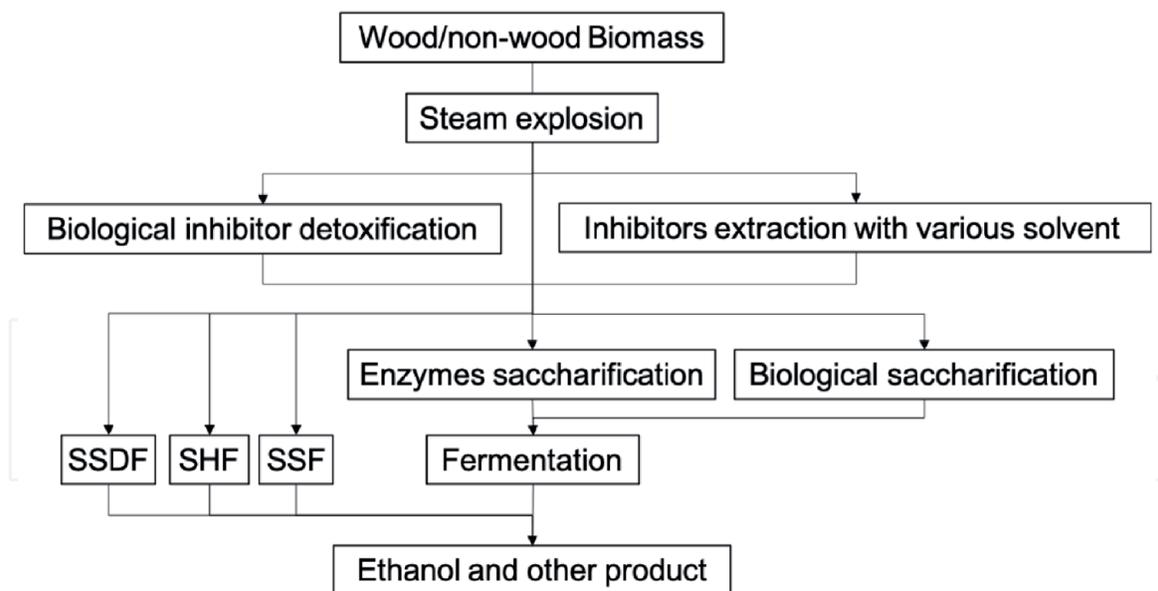 Wood/non-wood Biomass
Steam explosion
Biological inhibitor detoxification
Inhibitors extraction with various solvent
Enzymes saccharification
Biological saccharification
SSDF
SHF
SSF
Fermentation
Ethanol and other product